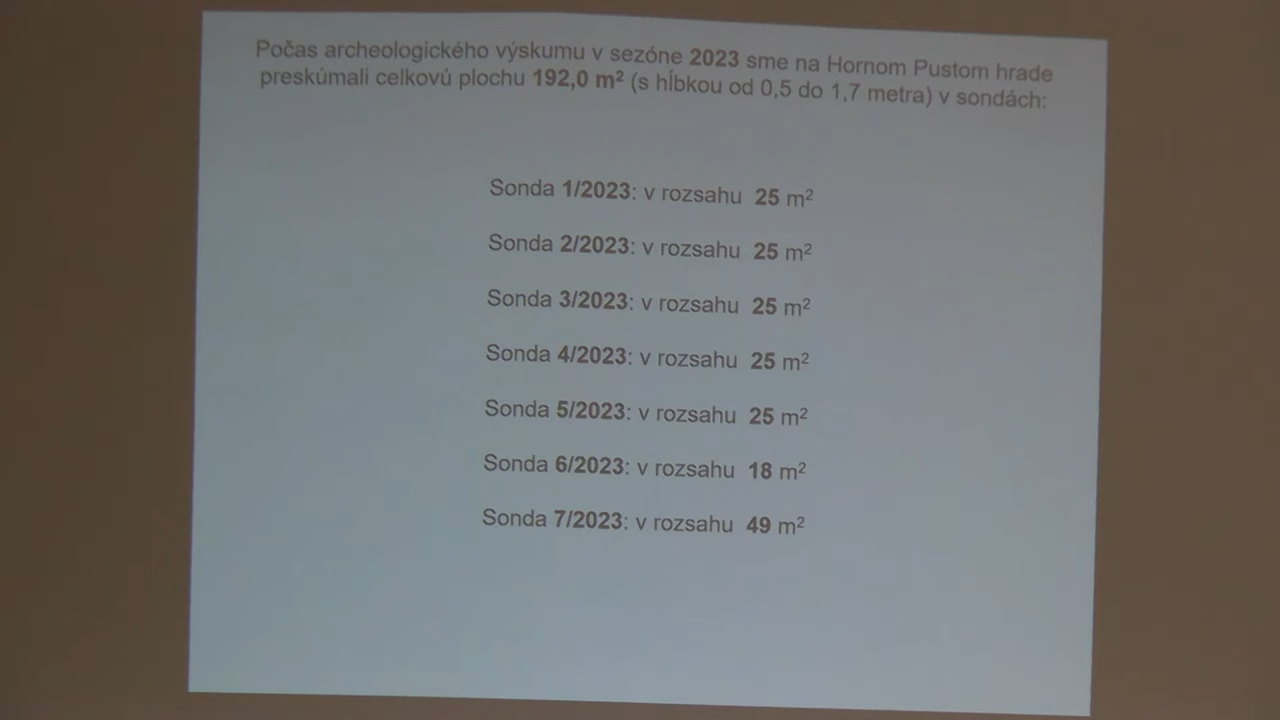 Počas archeologického výskumu v sezóne 2023 sme na Hornom Pustom hrade
preskúmali celkovú plochu 192,0 m² (s hĺbkou od 0,5 do 1,7 metra) v sondách:
Sonda 1/2023: v rozsahu 25 m²
Sonda 2/2023: v rozsahu 25 m²
Sonda 3/2023: v rozsahu 25 m²
Sonda 4/2023: v rozsahu 25 m²
Sonda 5/2023: v rozsahu 25 m²
Sonda 6/2023: v rozsahu 18 m²
Sonda 7/2023: v rozsahu 49 m²